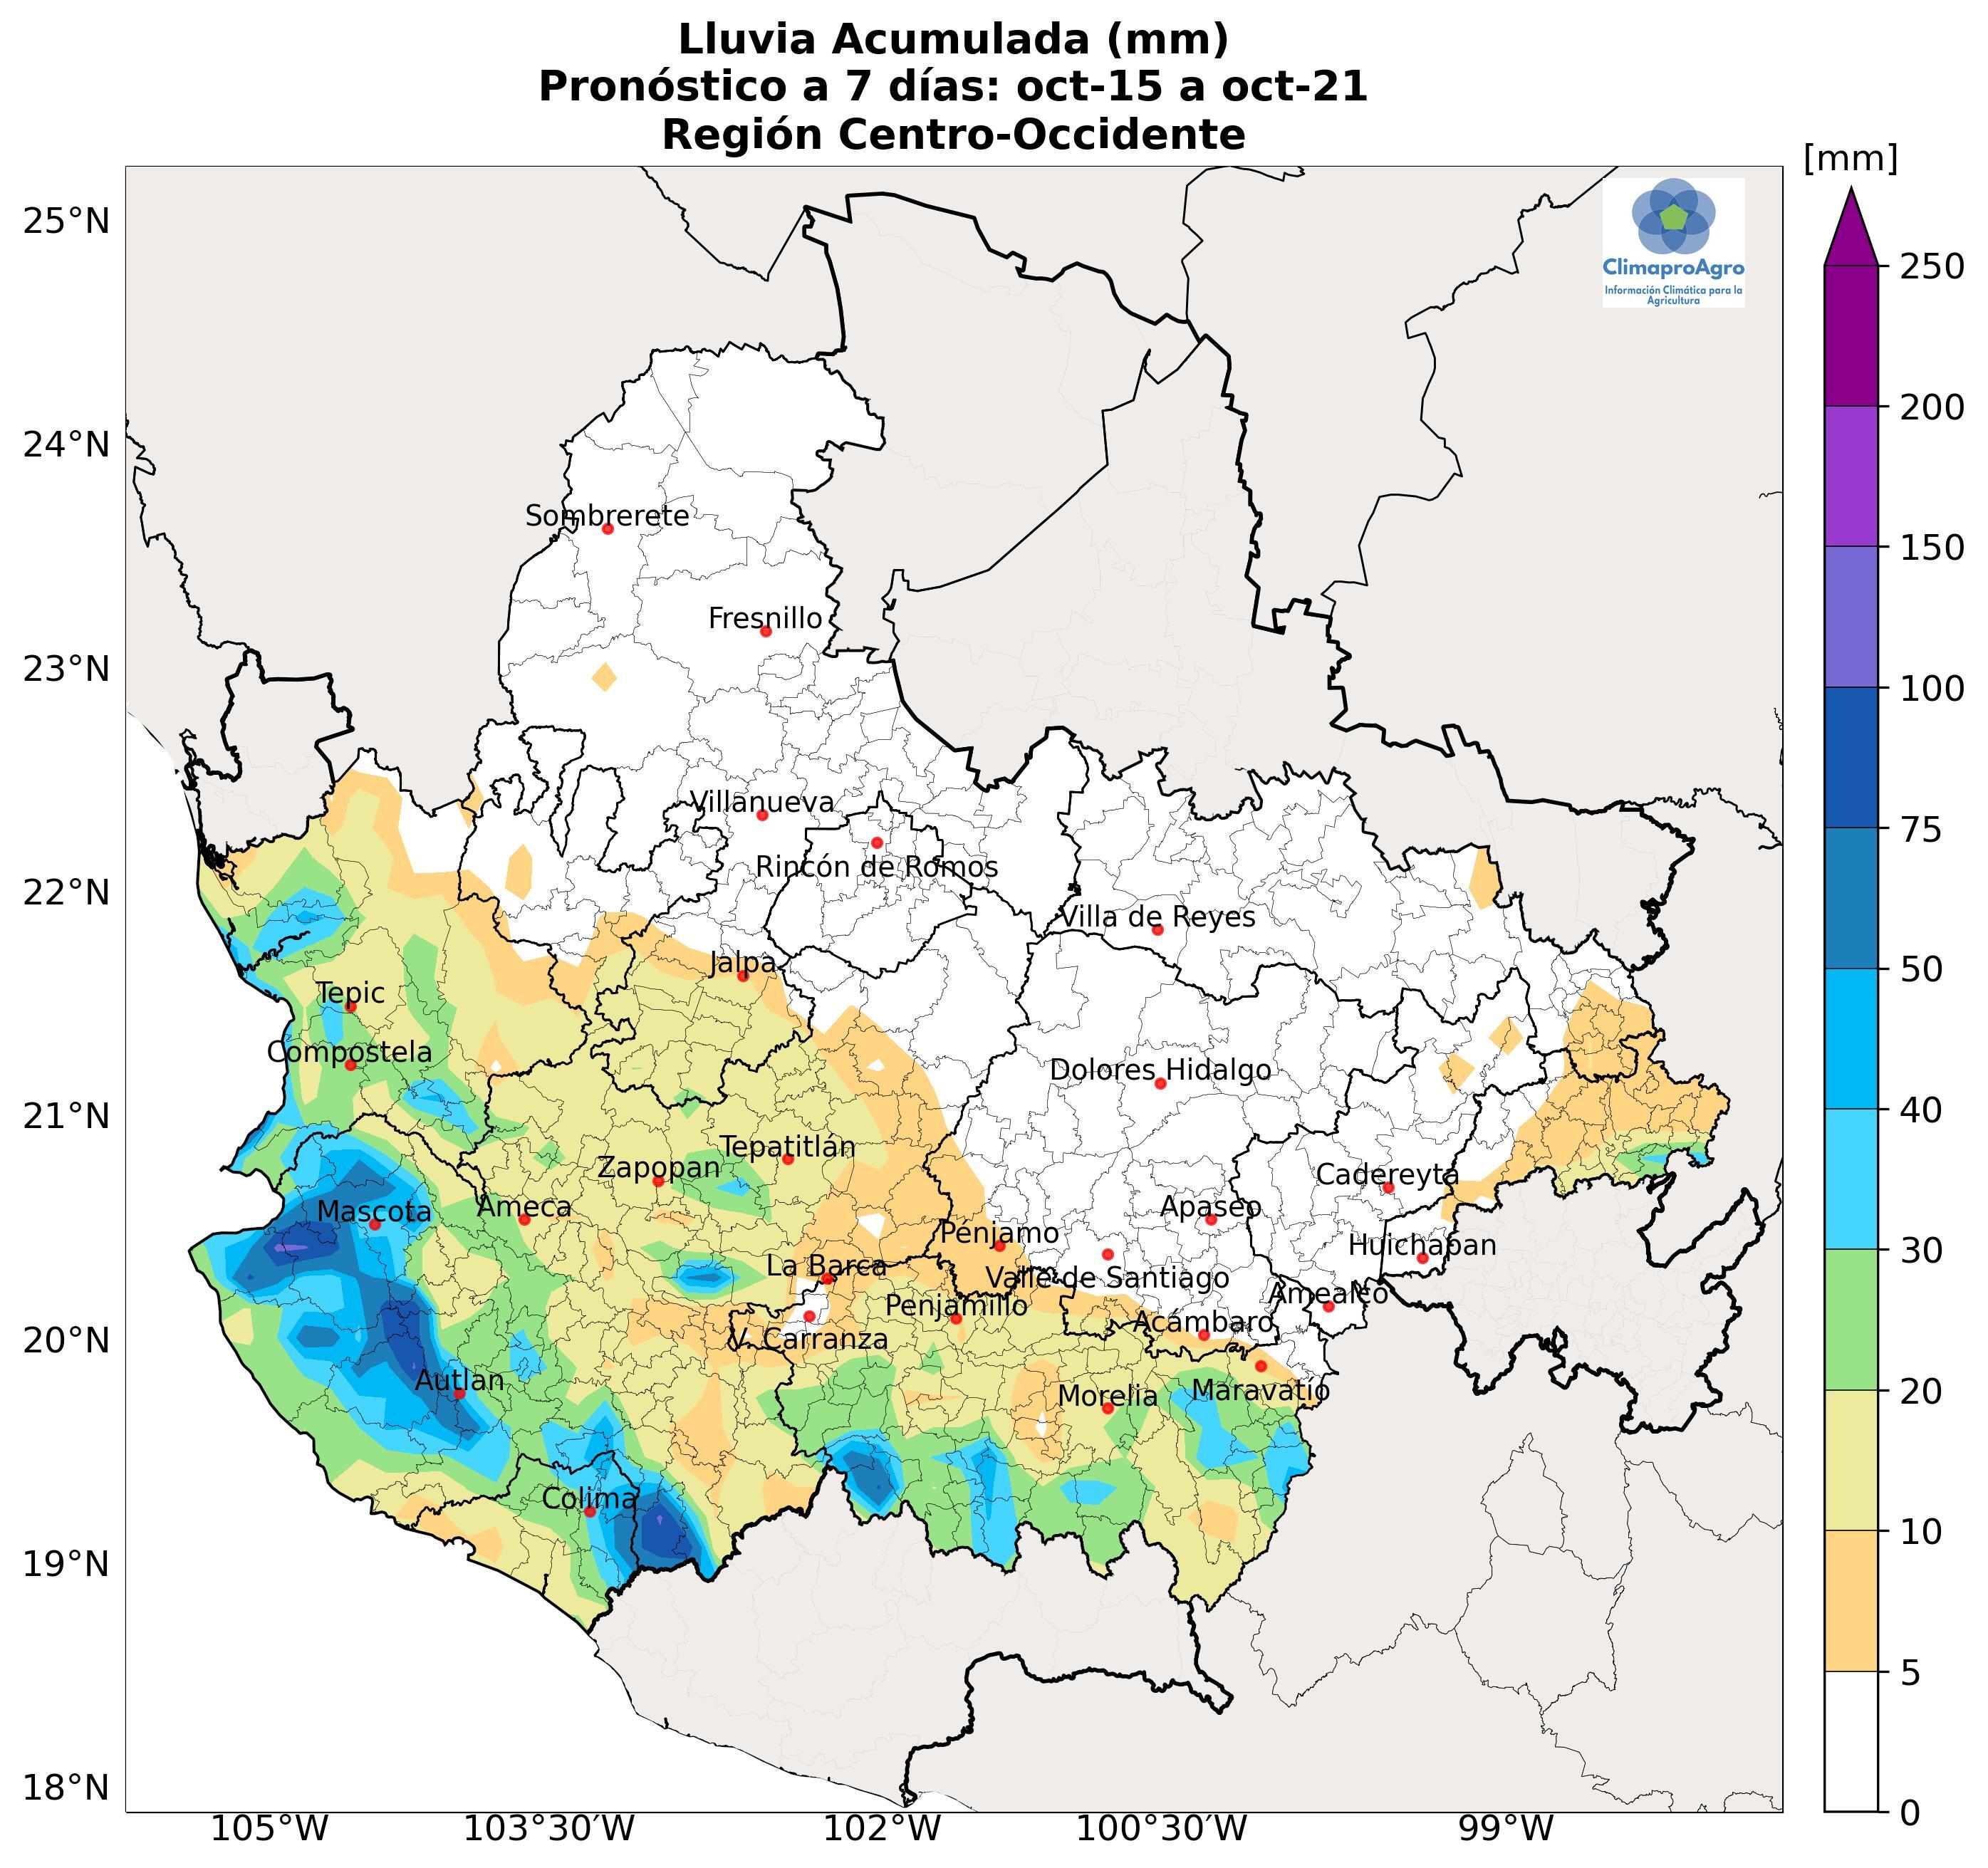 Lluvia Acumulada (mm)
Pronóstico a 7 días: oct-15 a oct-21
Región Centro-Occidente
[mm]
ClimaproAgro
Información Climática para la
Agricultura
25°N
24°N
23°N
22°N
21°N
20°N
19°N
18°N
250
200
150
100
75
50
40
30
20
10
5
0
Sombrerete
Fresnillo
Villanueva
Rincón de Romos
Villa de Reyes
Jalpa
Tepic
Compostela
Dolores Hidalgo
Tepatitlán
Zapopan
Cadereyta
Mascota
Ameca
Apaseo
Pénjamo
Huichapan
La Barca
Valle de Santiago
Amealco
Penjamillo
Acámbaro
V. Carranza
Autlan
Morelia
Maravatío
Colima
105°W
103°30'W
102°W
100°30'W
99°W